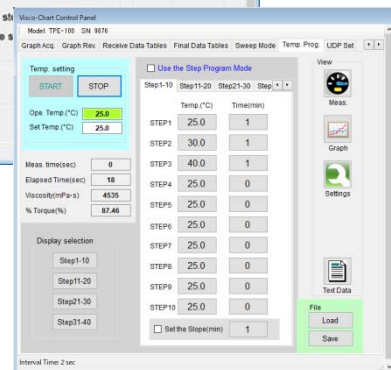 Visco-Chart Control Panel
Model TPE-100 SN 9876
Graph Acq. Graph Rev. Receive Data Tables Final Data Tables Sweep Mode Temp. Prog. UDP Set
Temp. setting
START STOP
Ope. Temp.(°C) 25.0
Set Temp.(°C) 25.0
Meas. time(sec) 0
Elapsed Time(sec) 18
Viscosity(mPa·s) 4535
% Torque(%) 87.46
Display selection
Step1-10
Step11-20
Step21-30
Step31-40
Use the Step Program Mode
Step1-10 Step11-20 Step21-30 Step
Temp.(°C) Time(min)
STEP1 25.0 1
STEP2 30.0 1
STEP3 40.0 1
STEP4 25.0 0
STEP5 25.0 0
STEP6 25.0 0
STEP7 25.0 0
STEP8 25.0 0
STEP9 25.0 0
STEP10 25.0 0
Set the Slope(min) 1
View
Meas.
Graph
Settings
Text Data
File
Load
Save
Interval Time: 2 sec